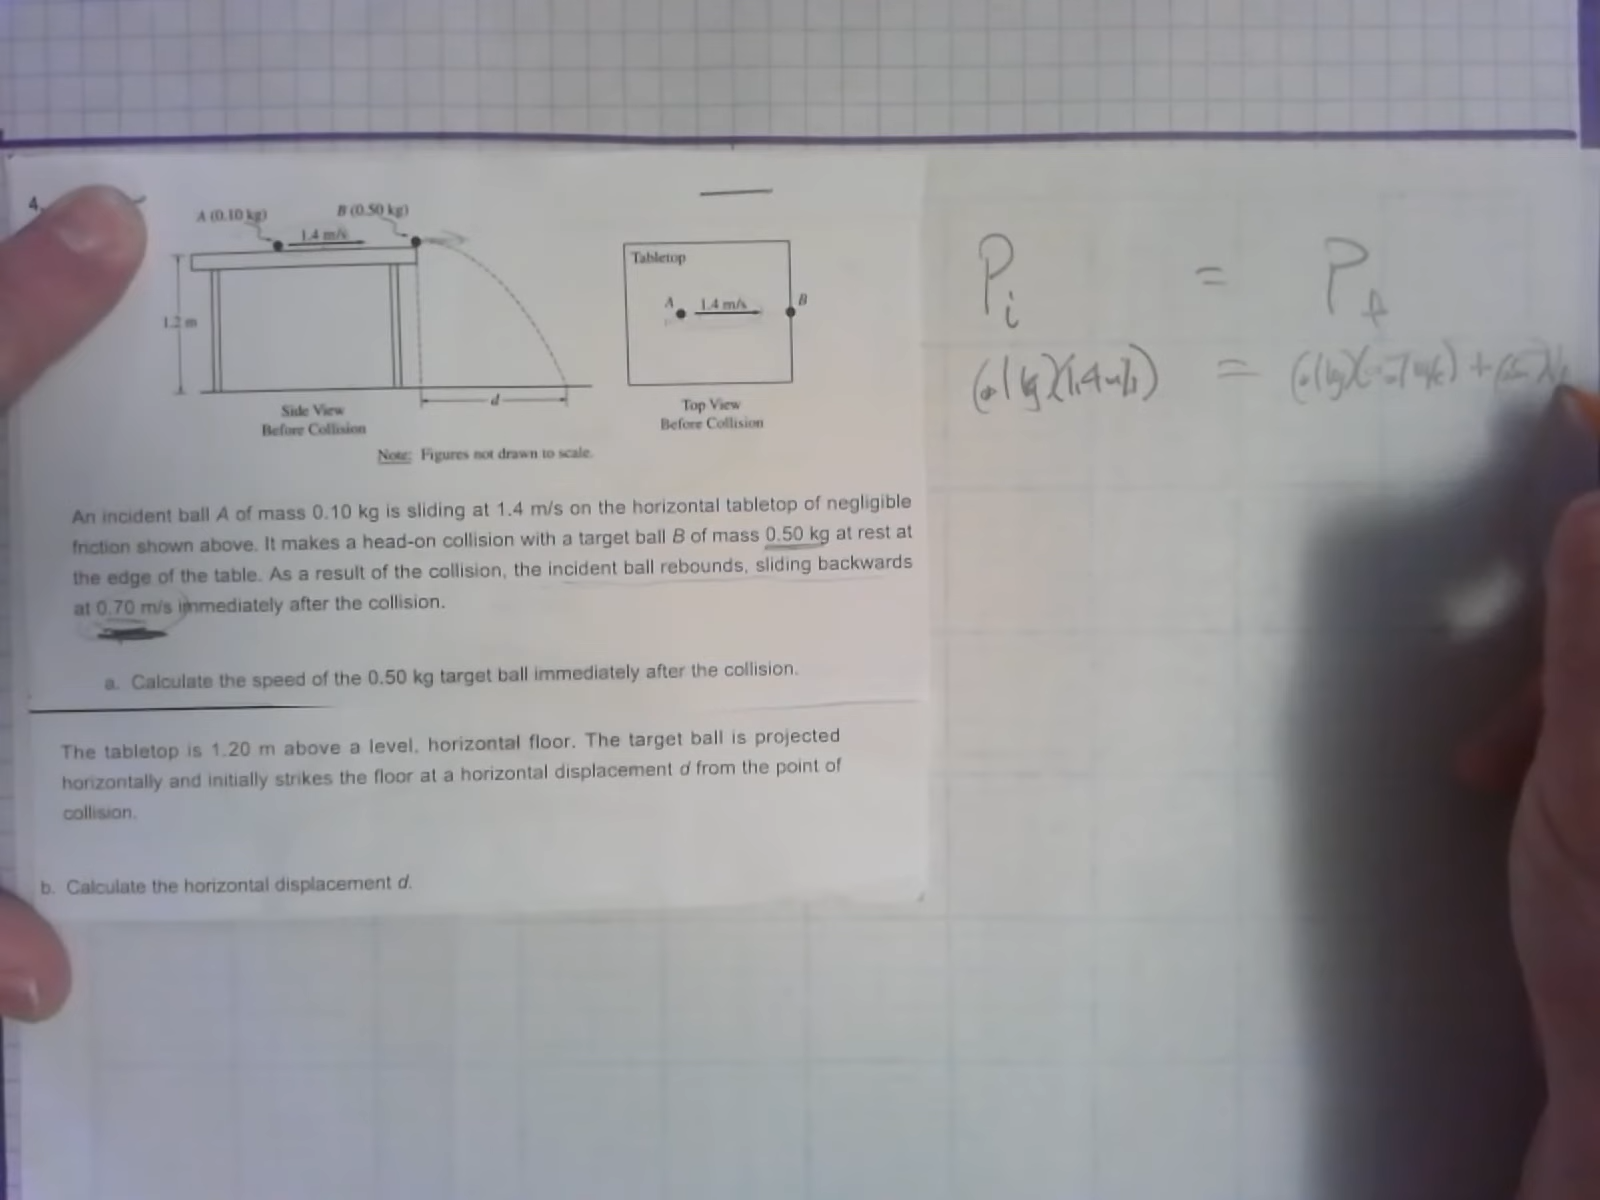 4.
A (0.10 kg)
B (0.50 kg)
1.4 m/s
1.2 m
d
Side View
Before Collision
Tabletop
A
1.4 m/s
B
Top View
Before Collision
Note: Figures not drawn to scale.
An incident ball A of mass 0.10 kg is sliding at 1.4 m/s on the horizontal tabletop of negligible
friction shown above. It makes a head-on collision with a target ball B of mass 0.50 kg at rest at
the edge of the table. As a result of the collision, the incident ball rebounds, sliding backwards
at 0.70 m/s immediately after the collision.
a. Calculate the speed of the 0.50 kg target ball immediately after the collision.
The tabletop is 1.20 m above a level, horizontal floor. The target ball is projected
horizontally and initially strikes the floor at a horizontal displacement d from the point of
collision.
b. Calculate the horizontal displacement d.
Pi = Pf
(.1 kg)(1.4 m/s) = (.1 kg)(-.7 m/s) +